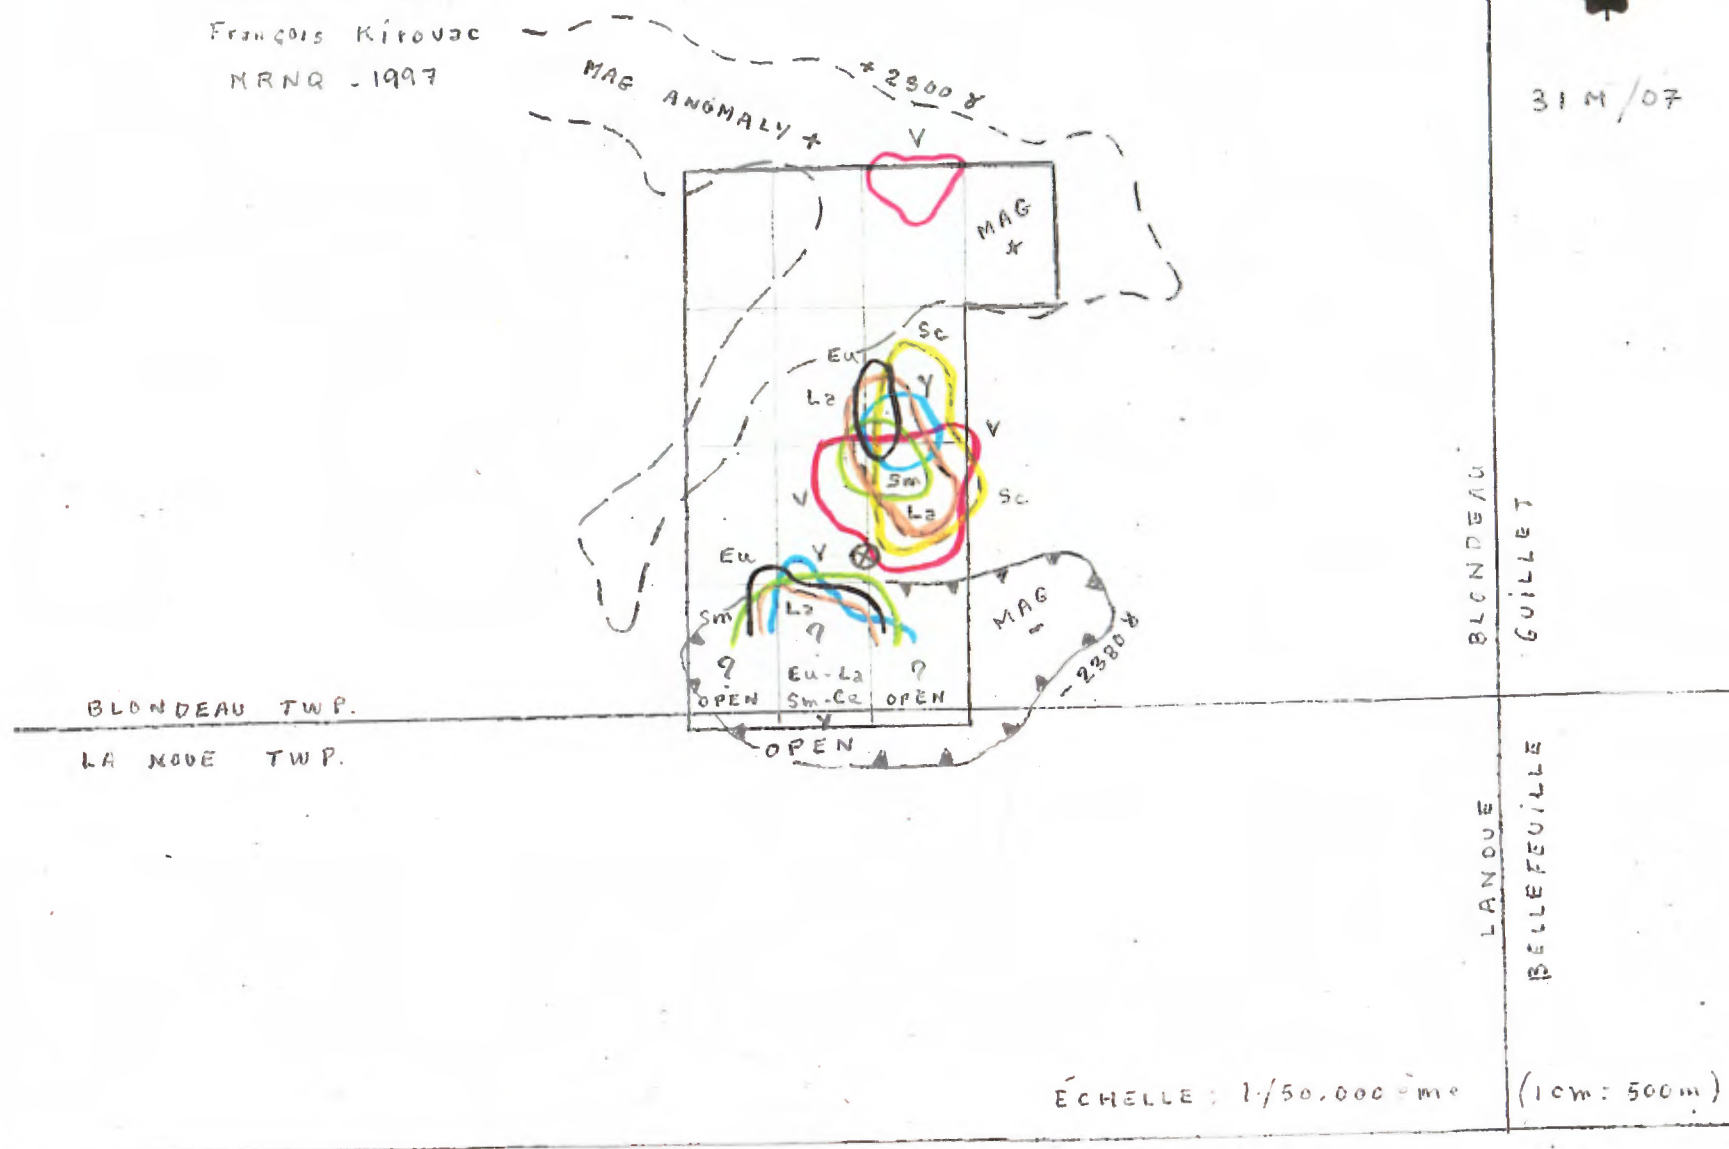 François Kirouac
MRNQ - 1997
MAG ANOMALY +
+ 2300 γ
31 M/07
V
MAG
*
Sc
Eu
La
Y
V
Sm
V
Sc
La
Eu
Y
Sm
La
?
MAG
-
- 2380 γ
?
Eu-La
?
OPEN
Sm-Ce
OPEN
Y
OPEN
BLONDEAU TWP.
LA NOUE TWP.
BLONDEAU
GUILLET
LANOUE
BELLEFEUILLE
ÉCHELLE : 1/50.000ème (1cm: 500m)